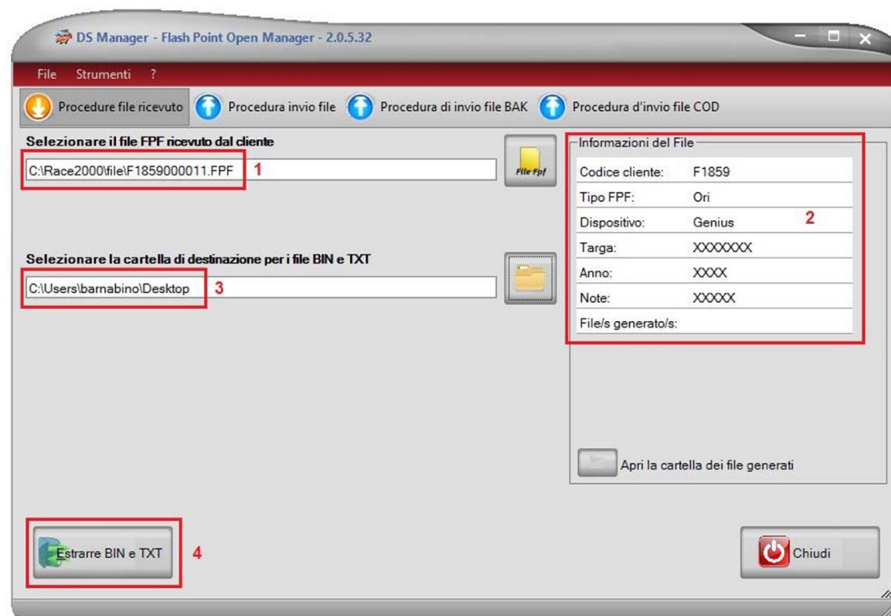 DS Manager - Flash Point Open Manager - 2.0.5.32
File Strumenti ?
Procedure file ricevuto Procedura invio file Procedura di invio file BAK Procedura d'invio file COD
Selezionare il file FPF ricevuto dal cliente
C:\Race2000\file\F1859000011.FPF 1
File Fpf
Selezionare la cartella di destinazione per i file BIN e TXT
C:\Users\barnabino\Desktop 3
Informazioni del File
Codice cliente: F1859
Tipo FPF: Ori
Dispositivo: Genius 2
Targa: XXXXXXX
Anno: XXXX
Note: XXXXX
File/s generato/s:
Apri la cartella dei file generati
Estrarre BIN e TXT 4
Chiudi